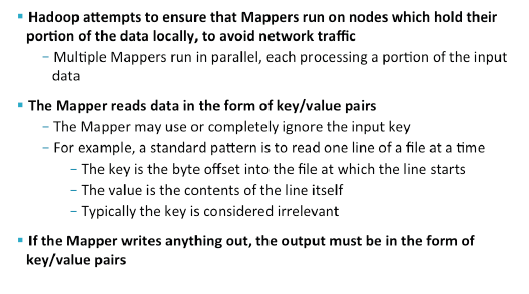 ▪ Hadoop attempts to ensure that Mappers run on nodes which hold their
portion of the data locally, to avoid network traffic
– Multiple Mappers run in parallel, each processing a portion of the input
data
▪ The Mapper reads data in the form of key/value pairs
– The Mapper may use or completely ignore the input key
– For example, a standard pattern is to read one line of a file at a time
– The key is the byte offset into the file at which the line starts
– The value is the contents of the line itself
– Typically the key is considered irrelevant
▪ If the Mapper writes anything out, the output must be in the form of
key/value pairs